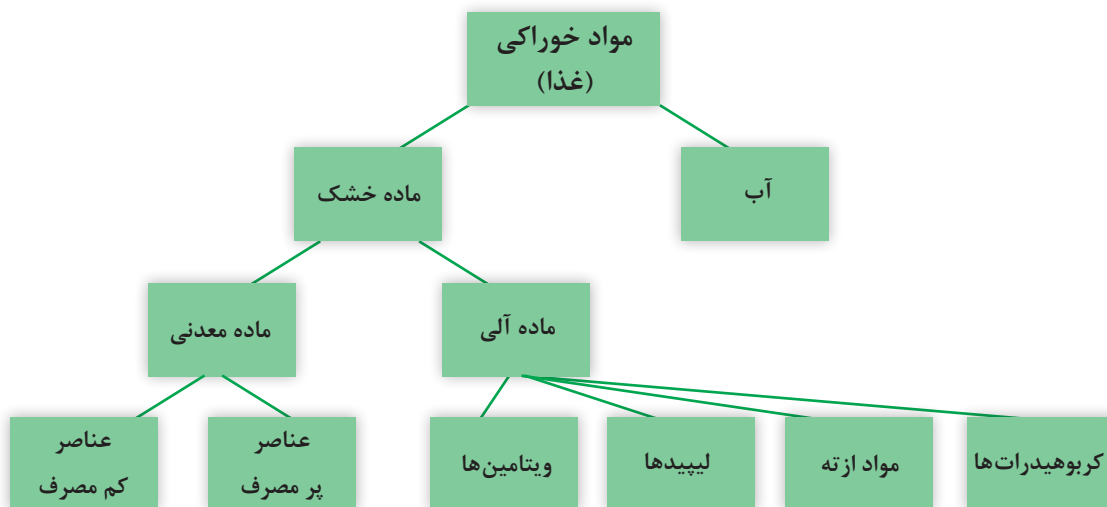 مواد خوراکی
(غذا)
آب
ماده خشک
ماده آلی
ماده معدنی
کربوهیدرات‌ها
مواد ازته
لیپیدها
ویتامین‌ها
عناصر
پر مصرف
عناصر
کم مصرف